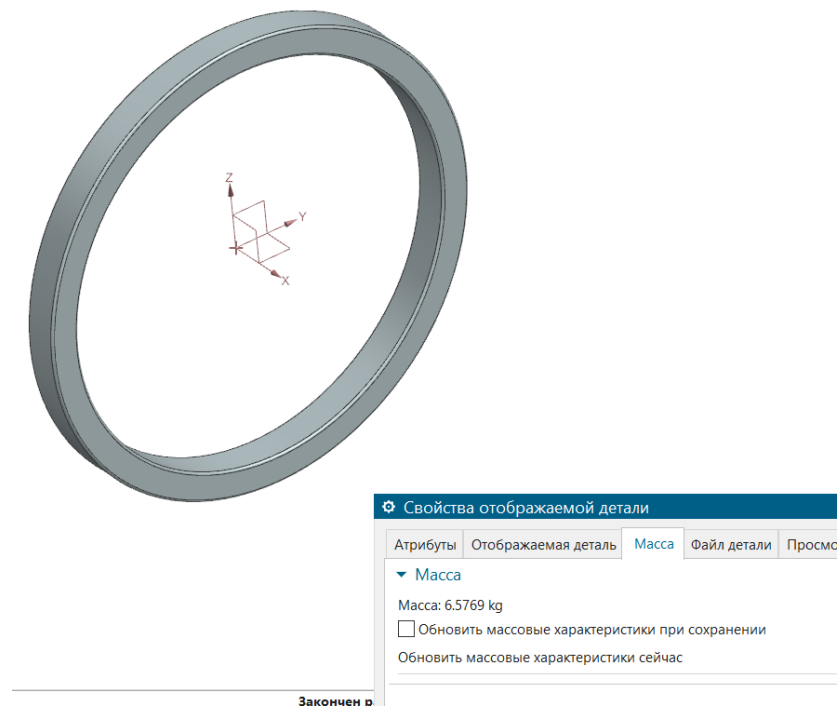 Z
Y
X
Свойства отображаемой детали
Атрибуты Отображаемая деталь Масса Файл детали
Масса
Масса: 6.5769 kg
Обновить массовые характеристики при сохранении
Обновить массовые характеристики сейчас
Закончен